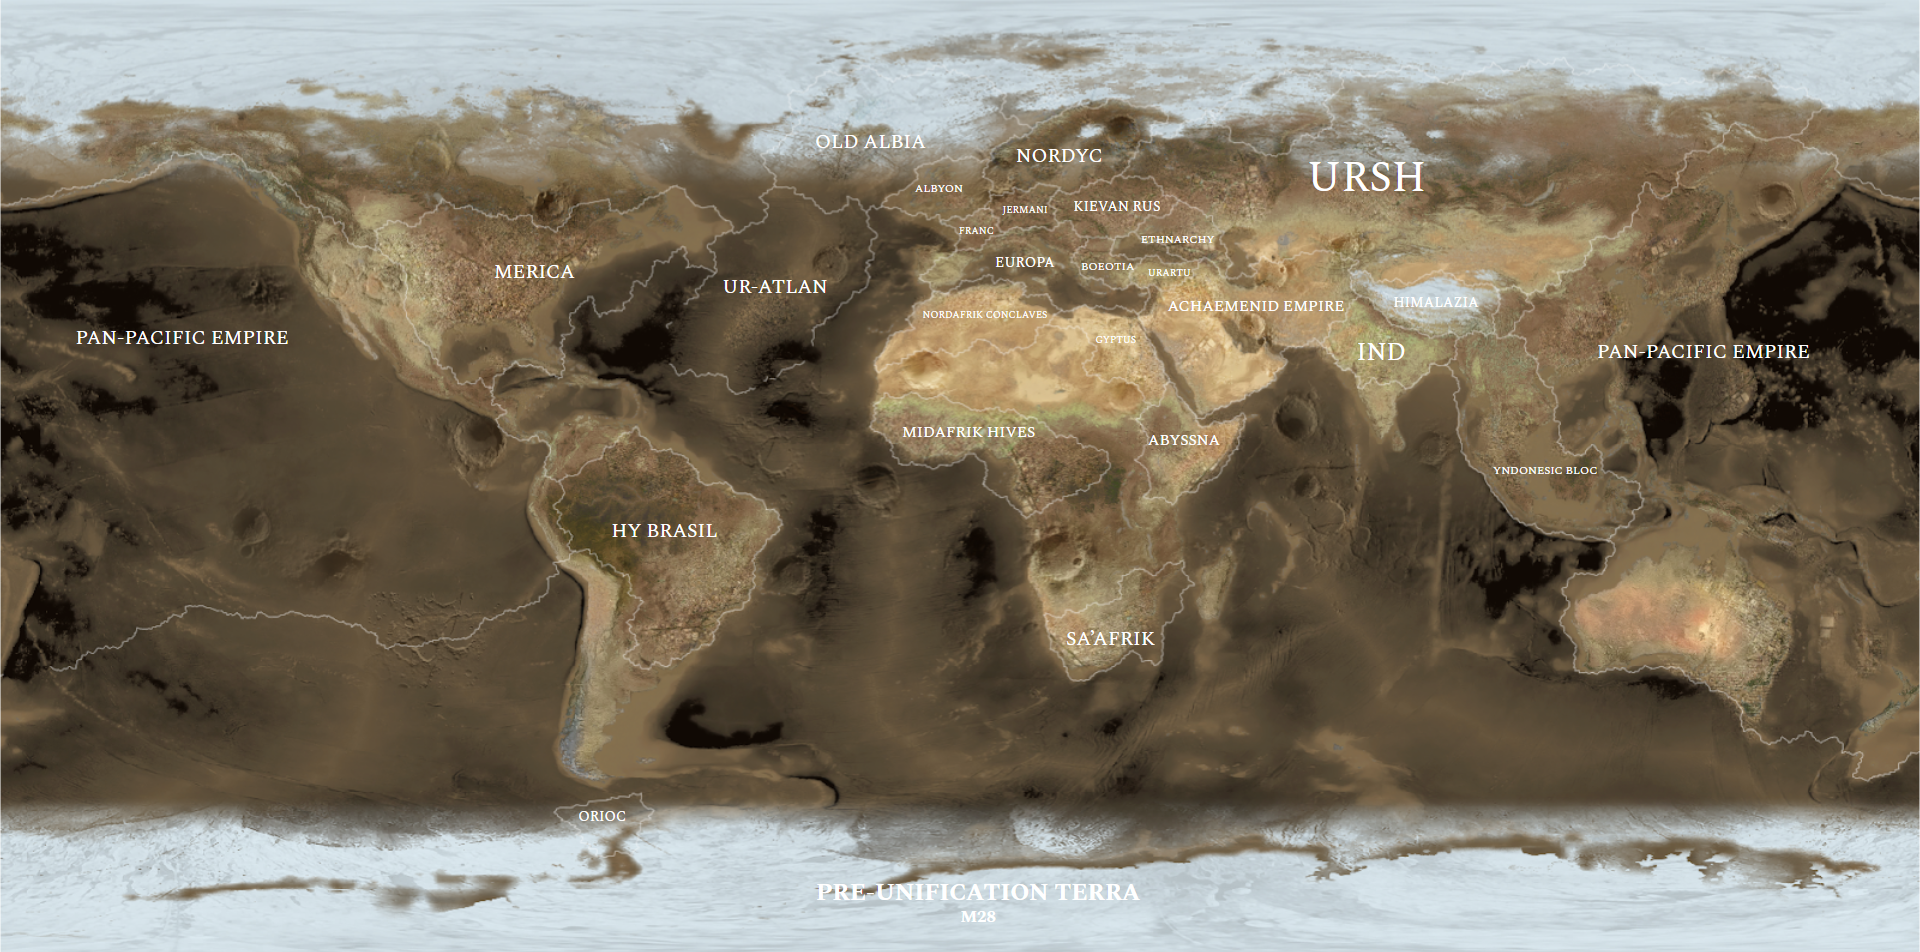 OLD ALBIA
NORDYC
URSH
ALBYON
JERMANI
KIEVAN RUS
FRANC
ETHNARCHY
EUROPA
BOEOTIA
URARTU
MERICA
UR-ATLAN
ACHAEMENID EMPIRE
HIMALAZIA
NORDAFRIK CONCLAVES
PAN-PACIFIC EMPIRE
GYPTUS
IND
PAN-PACIFIC EMPIRE
MIDAFRIK HIVES
ABYSSNA
YNDONESIC BLOC
HY BRASIL
SA'AFRIK
ORIOC
PRE-UNIFICATION TERRA
M28